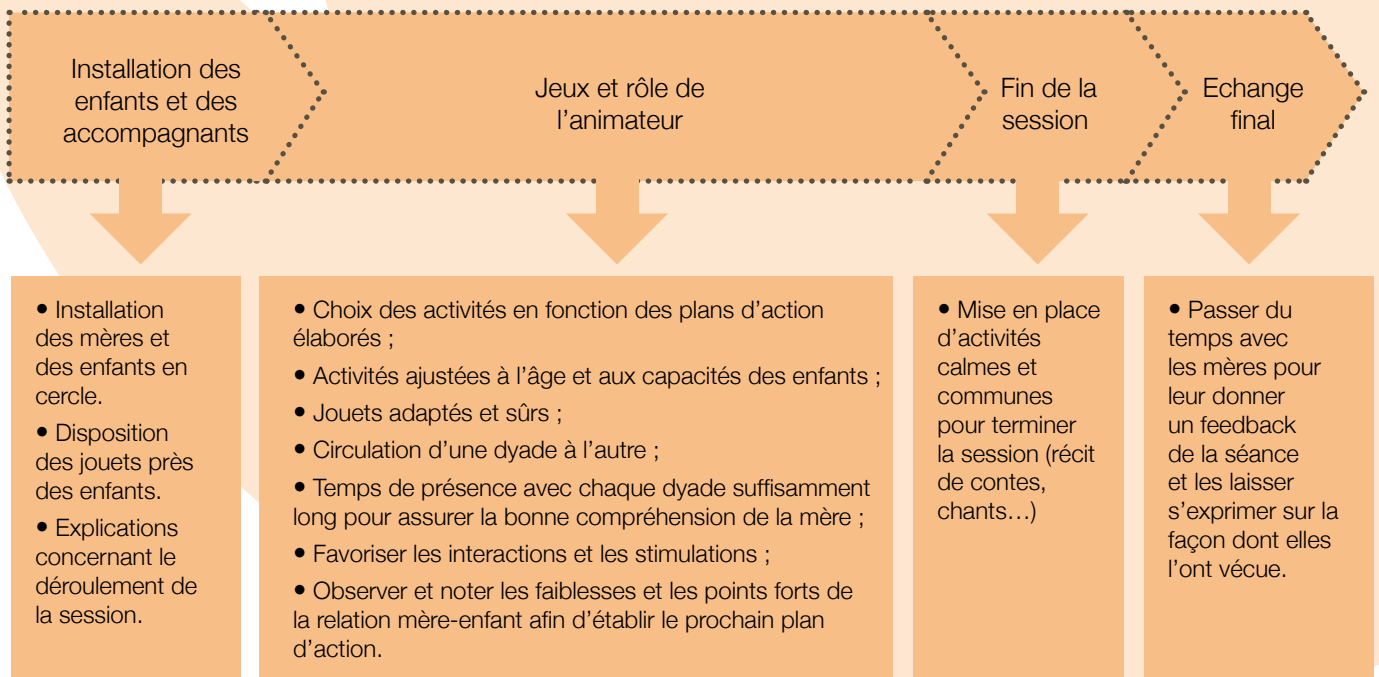 Installation des
enfants et des
accompagnants
Jeux et rôle de
l'animateur
Fin de la
session
Echange
final
• Installation
des mères et
des enfants en
cercle.
• Disposition
des jouets près
des enfants.
• Explications
concernant le
déroulement de
la session.
• Choix des activités en fonction des plans d'action
élaborés ;
• Activités ajustées à l'âge et aux capacités des enfants ;
• Jouets adaptés et sûrs ;
• Circulation d'une dyade à l'autre ;
• Temps de présence avec chaque dyade suffisamment
long pour assurer la bonne compréhension de la mère ;
• Favoriser les interactions et les stimulations ;
• Observer et noter les faiblesses et les points forts de
la relation mère-enfant afin d'établir le prochain plan
d'action.
• Mise en place
d'activités
calmes et
communes
pour terminer
la session (récit
de contes,
chants…)
• Passer du
temps avec
les mères pour
leur donner
un feedback
de la séance
et les laisser
s'exprimer sur la
façon dont elles
l'ont vécue.